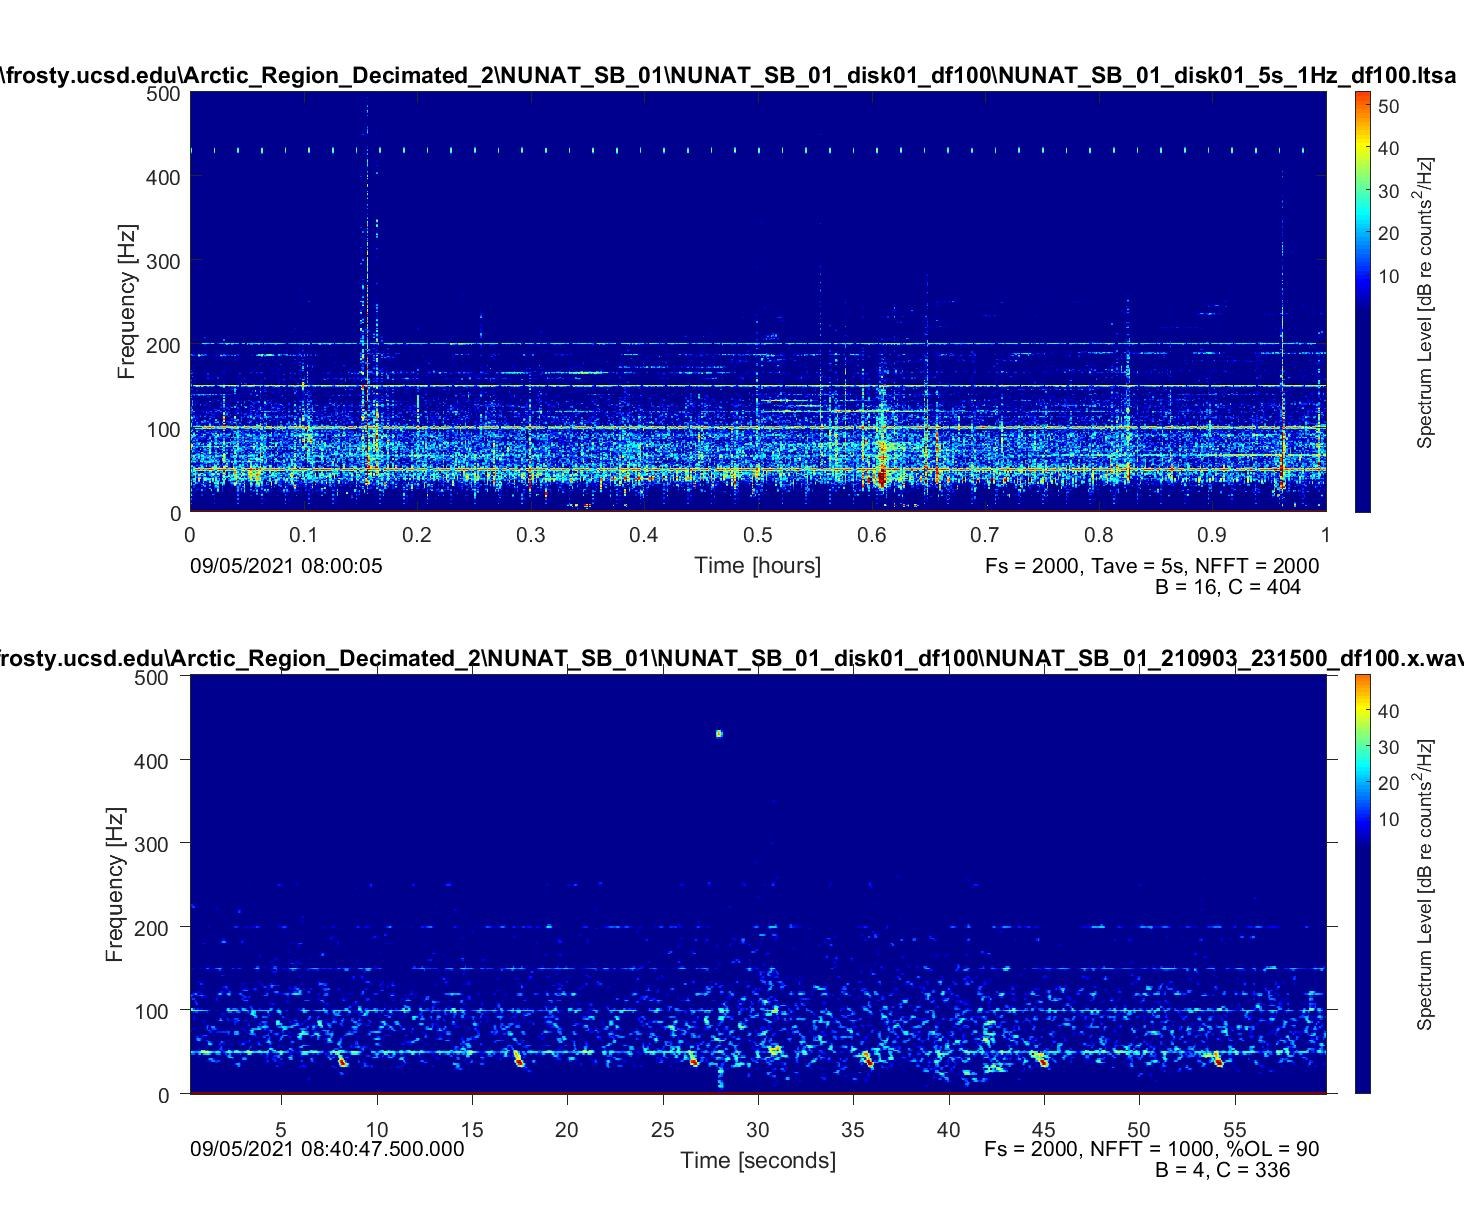 \frosty.ucsd.edu\Arctic_Region_Decimated_2\NUNAT_SB_01\NUNAT_SB_01_disk01_df100\NUNAT_SB_01_disk01_5s_1Hz_df100.ltsa
500
400
300
200
100
0
Frequency [Hz]
0 0.1 0.2 0.3 0.4 0.5 0.6 0.7 0.8 0.9 1
Time [hours]
09/05/2021 08:00:05
Fs = 2000, Tave = 5s, NFFT = 2000
B = 16, C = 404
50
40
30
20
10
Spectrum Level [dB re counts²/Hz]
frosty.ucsd.edu\Arctic_Region_Decimated_2\NUNAT_SB_01\NUNAT_SB_01_disk01_df100\NUNAT_SB_01_210903_231500_df100.x.wav
500
400
300
200
100
0
Frequency [Hz]
5 10 15 20 25 30 35 40 45 50 55
Time [seconds]
09/05/2021 08:40:47.500.000
Fs = 2000, NFFT = 1000, %OL = 90
B = 4, C = 336
40
30
20
10
Spectrum Level [dB re counts²/Hz]